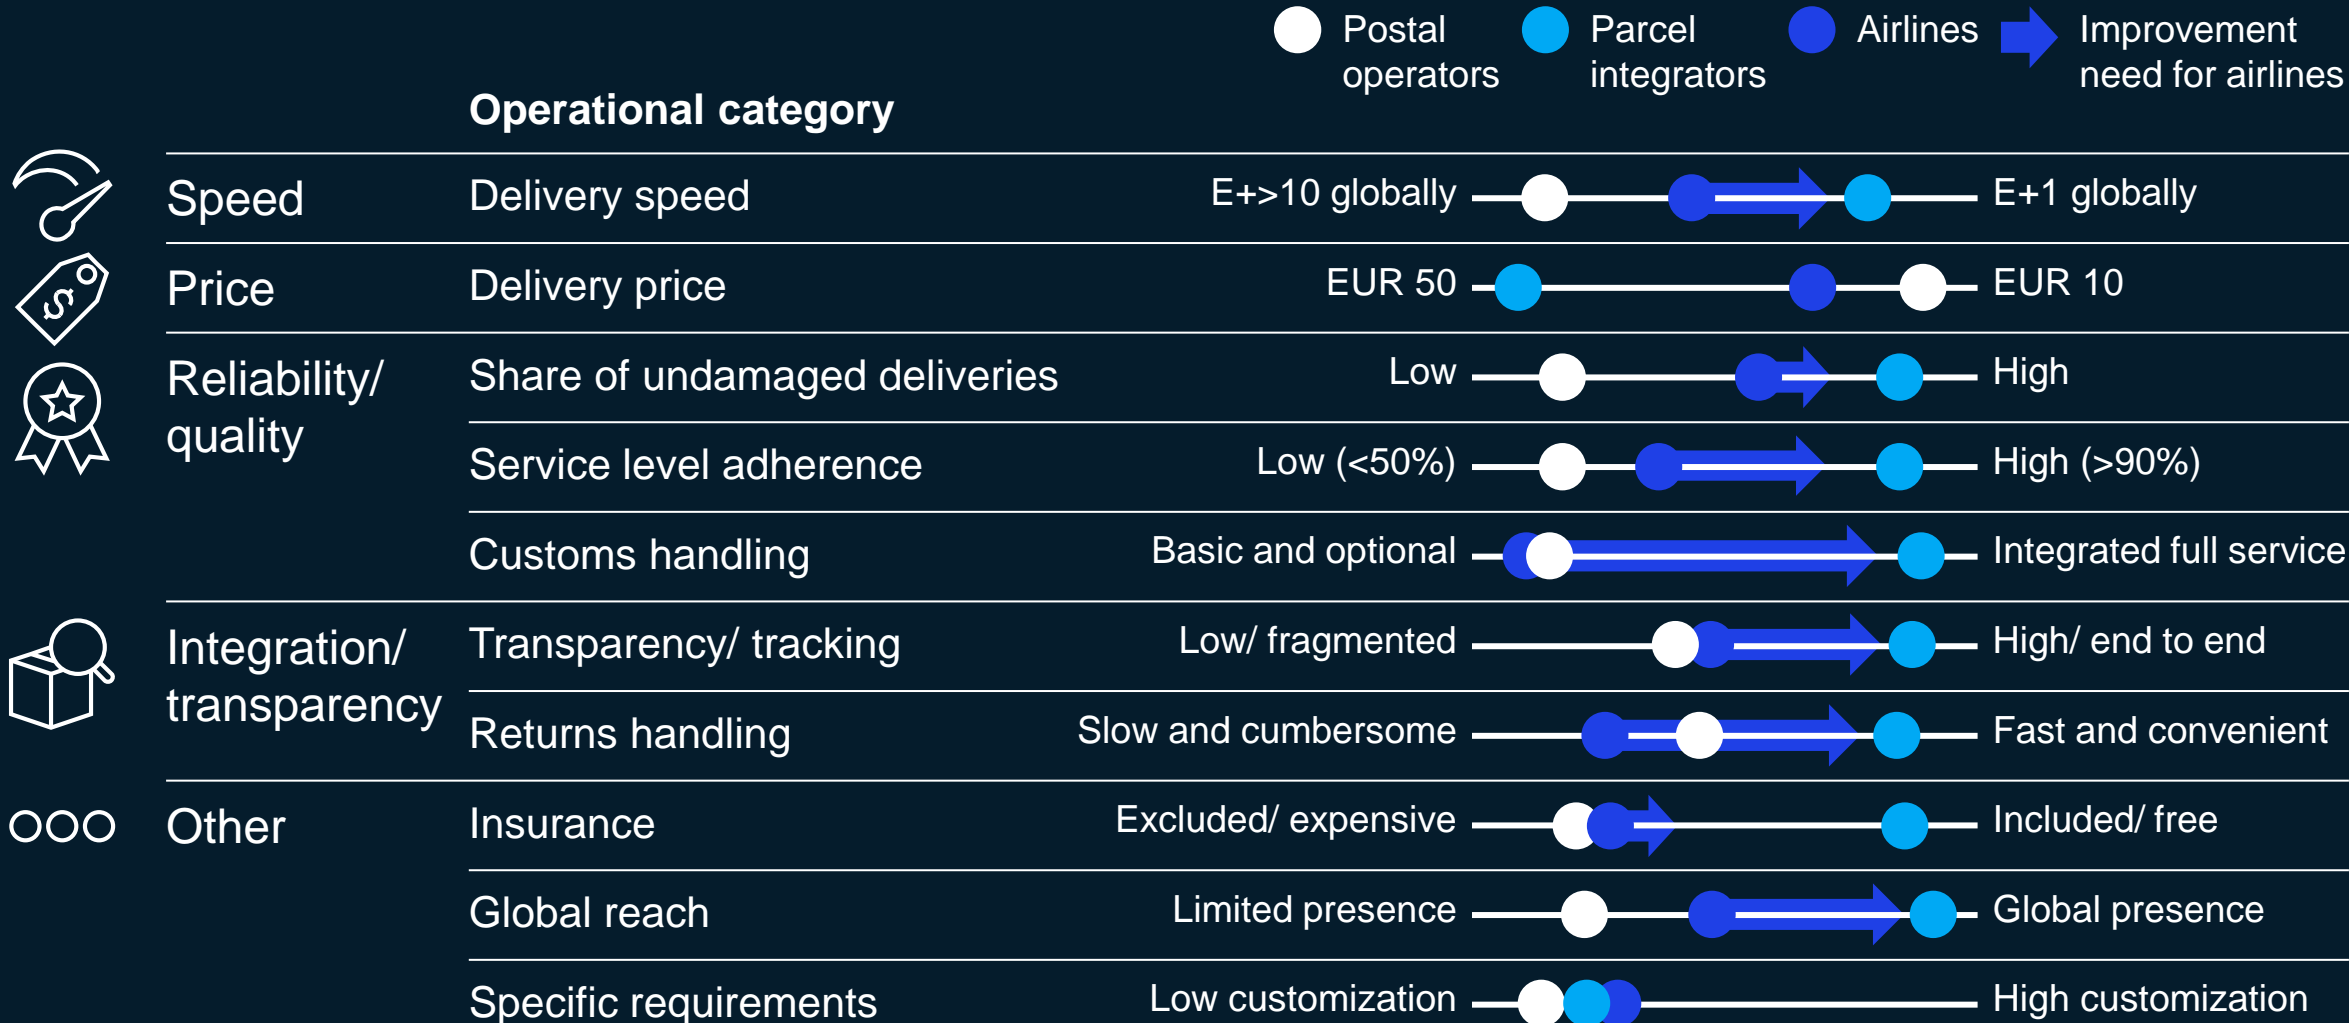 Postal
operators
Parcel
integrators
Airlines
Improvement
need for airlines
Operational category
Speed
Delivery speed
E+>10 globally
E+1 globally
Price
Delivery price
EUR 50
EUR 10
Reliability/
quality
Share of undamaged deliveries
Low
High
Service level adherence
Low (<50%)
High (>90%)
Customs handling
Basic and optional
Integrated full service
Integration/
transparency
Transparency/ tracking
Low/ fragmented
High/ end to end
Returns handling
Slow and cumbersome
Fast and convenient
Other
Insurance
Excluded/ expensive
Included/ free
Global reach
Limited presence
Global presence
Specific requirements
Low customization
High customization